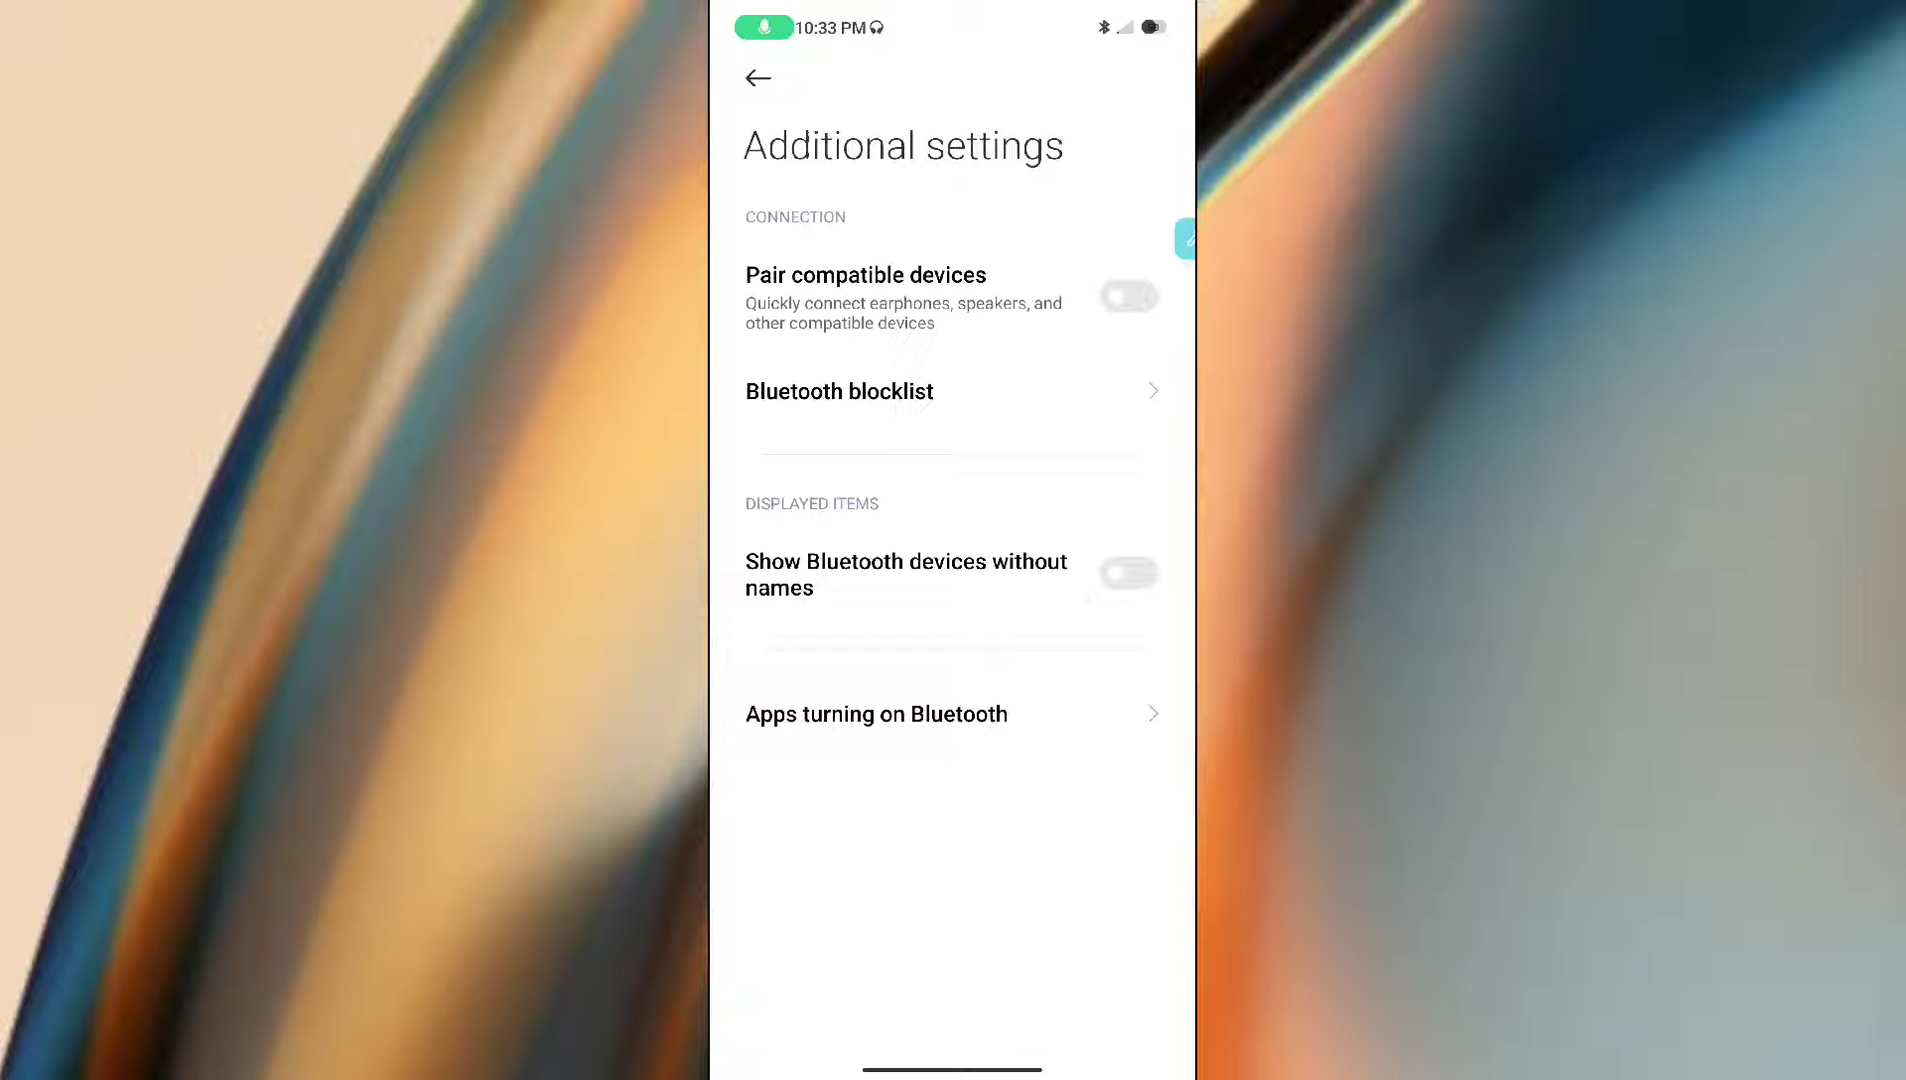 10:33 PM
Additional settings
CONNECTION
Pair compatible devices
Quickly connect earphones, speakers, and
other compatible devices
Bluetooth blocklist
DISPLAYED ITEMS
Show Bluetooth devices without
names
Apps turning on Bluetooth